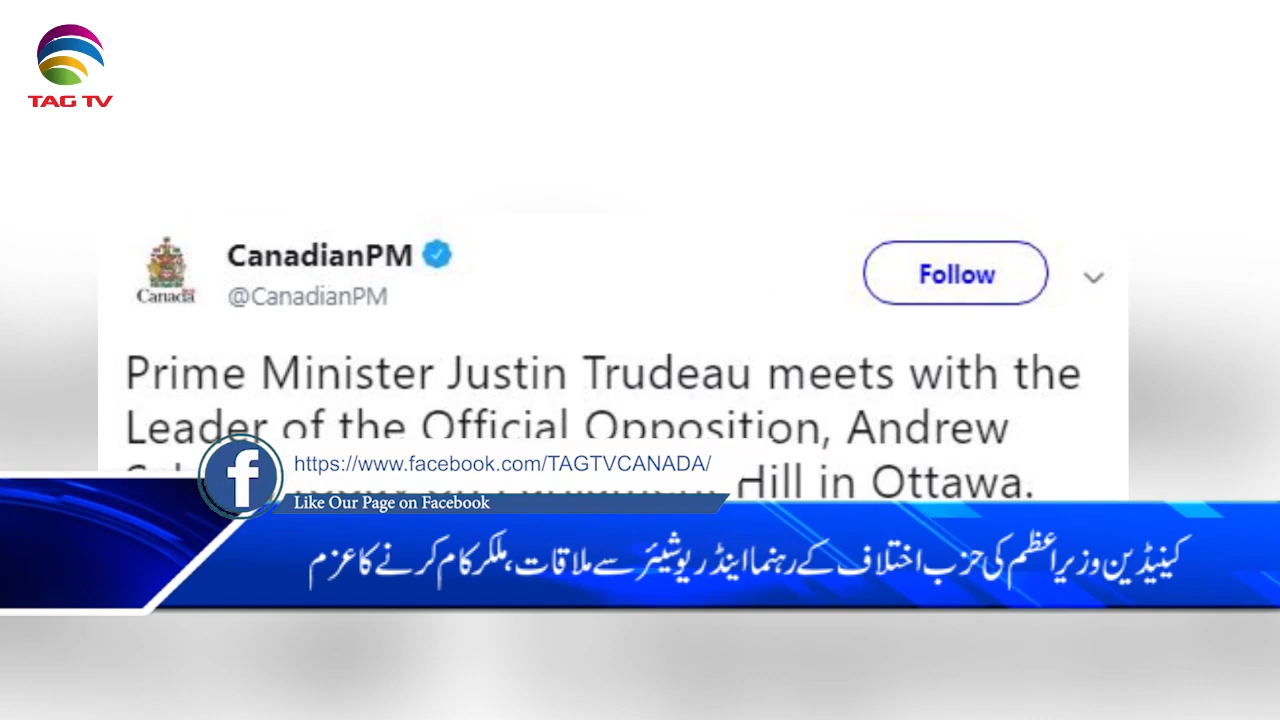 TAG TV
CanadianPM
@CanadianPM
Canada
Follow
Prime Minister Justin Trudeau meets with the
Leader of the Official Opposition, Andrew
Hill in Ottawa.
https://www.facebook.com/TAGTVCANADA/
Like Our Page on Facebook
کینیڈین وزیراعظم کی حزب اختلاف کے رہنما اینڈریو شیئر سے ملاقات، ملکر کام کرنے کا عزم